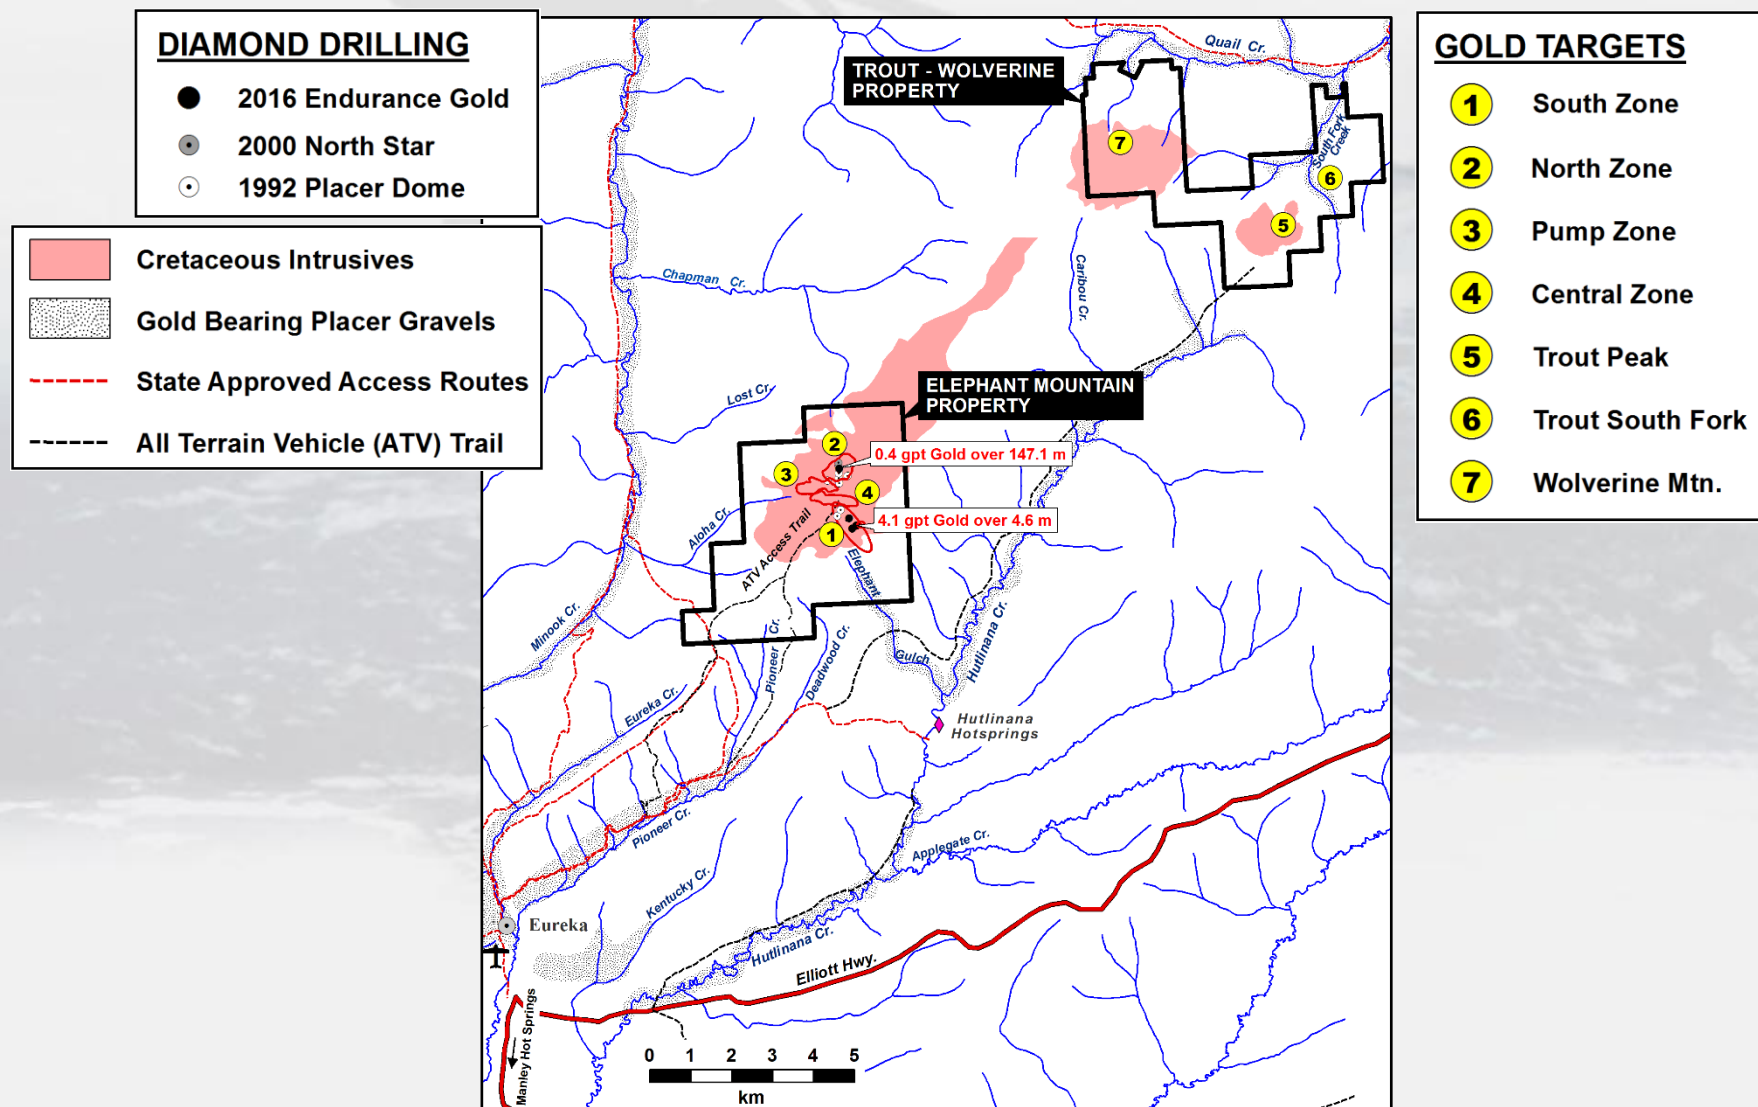 DIAMOND DRILLING
2016 Endurance Gold
2000 North Star
1992 Placer Dome
Cretaceous Intrusives
Gold Bearing Placer Gravels
State Approved Access Routes
All Terrain Vehicle (ATV) Trail
GOLD TARGETS
1 South Zone
2 North Zone
3 Pump Zone
4 Central Zone
5 Trout Peak
6 Trout South Fork
7 Wolverine Mtn.
Quail Cr.
TROUT - WOLVERINE
PROPERTY
7
South Fork
Creek
6
5
Chapman Cr.
Caribou Cr.
ELEPHANT MOUNTAIN
PROPERTY
Lost Cr.
2
0.4 gpt Gold over 147.1 m
3
4
4.1 gpt Gold over 4.6 m
1
Aloha Cr.
ATV Access Trail
Elephant
Gulch
Minook Cr.
Pioneer Cr.
Deadwood Cr.
Hutlinana Cr.
Eureka Cr.
Hutlinana
Hotsprings
Pioneer Cr.
Applegate Cr.
Kentucky Cr.
Eureka
Hutlinana Cr.
Elliott Hwy.
Manley Hot Springs
0 1 2 3 4 5
km